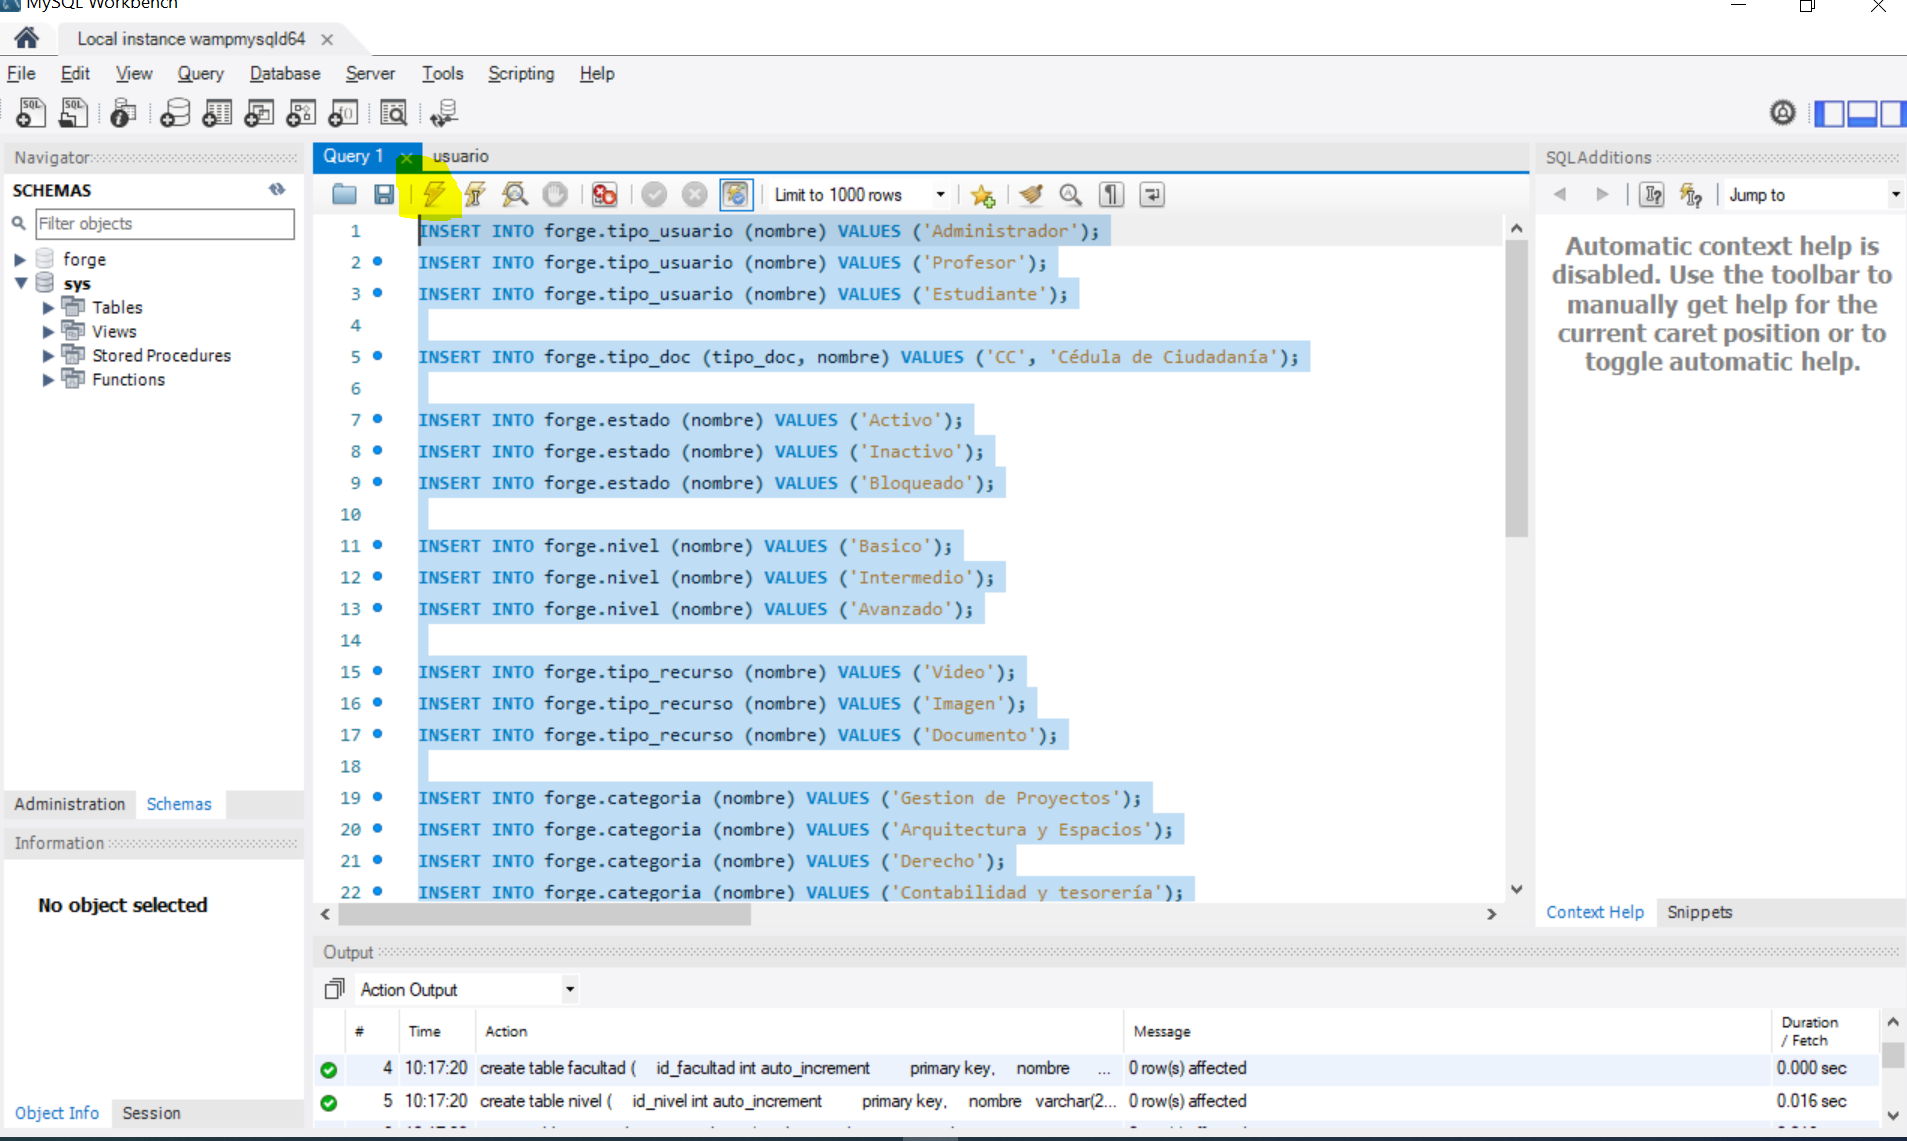 MySQL Workbench
Local instance wampmysqld64
File Edit View Query Database Server Tools Scripting Help
Navigator
SCHEMAS
Filter objects
forge
sys
Tables
Views
Stored Procedures
Functions
Administration Schemas
Information
No object selected
Object Info Session
Query 1 usuario
Limit to 1000 rows
1 INSERT INTO forge.tipo_usuario (nombre) VALUES ('Administrador');
2 INSERT INTO forge.tipo_usuario (nombre) VALUES ('Profesor');
3 INSERT INTO forge.tipo_usuario (nombre) VALUES ('Estudiante');
4
5 INSERT INTO forge.tipo_doc (tipo_doc, nombre) VALUES ('CC', 'Cédula de Ciudadanía');
6
7 INSERT INTO forge.estado (nombre) VALUES ('Activo');
8 INSERT INTO forge.estado (nombre) VALUES ('Inactivo');
9 INSERT INTO forge.estado (nombre) VALUES ('Bloqueado');
10
11 INSERT INTO forge.nivel (nombre) VALUES ('Basico');
12 INSERT INTO forge.nivel (nombre) VALUES ('Intermedio');
13 INSERT INTO forge.nivel (nombre) VALUES ('Avanzado');
14
15 INSERT INTO forge.tipo_recurso (nombre) VALUES ('Video');
16 INSERT INTO forge.tipo_recurso (nombre) VALUES ('Imagen');
17 INSERT INTO forge.tipo_recurso (nombre) VALUES ('Documento');
18
19 INSERT INTO forge.categoria (nombre) VALUES ('Gestion de Proyectos');
20 INSERT INTO forge.categoria (nombre) VALUES ('Arquitectura y Espacios');
21 INSERT INTO forge.categoria (nombre) VALUES ('Derecho');
22 INSERT INTO forge.categoria (nombre) VALUES ('Contabilidad y tesorería');
SQLAdditions
Jump to
Automatic context help is
disabled. Use the toolbar to
manually get help for the
current caret position or to
toggle automatic help.
Context Help Snippets
Output
Action Output
# Time Action Message Duration / Fetch
4 10:17:20 create table facultad ( id_facultad int auto_increment primary key, nombre ... 0 row(s) affected 0.000 sec
5 10:17:20 create table nivel ( id_nivel int auto_increment primary key, nombre varchar(2... 0 row(s) affected 0.016 sec